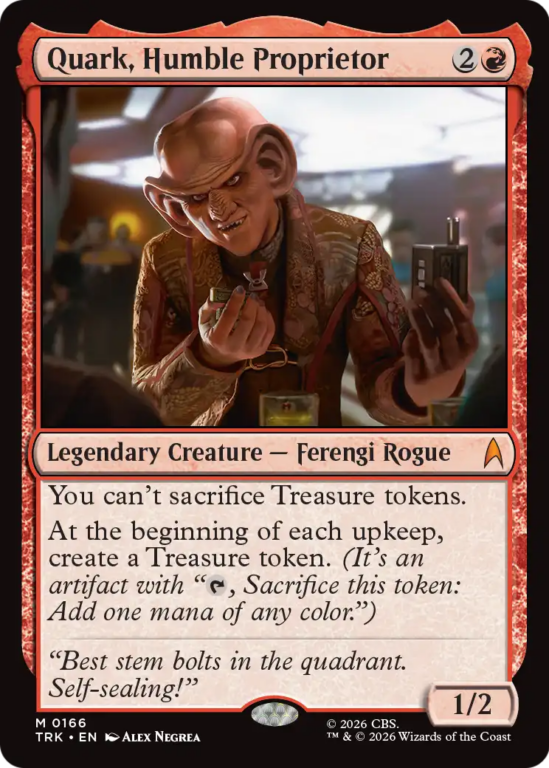 Quark, Humble Proprietor 2
Legendary Creature — Ferengi Rogue
You can't sacrifice Treasure tokens.
At the beginning of each upkeep,
create a Treasure token. (It's an
artifact with “, Sacrifice this token:
Add one mana of any color.”)
“Best stem bolts in the quadrant.
Self-sealing!”
1/2
M 0166
TRK • EN Alex Negrea
© 2026 CBS.
™ & © 2026 Wizards of the Coast